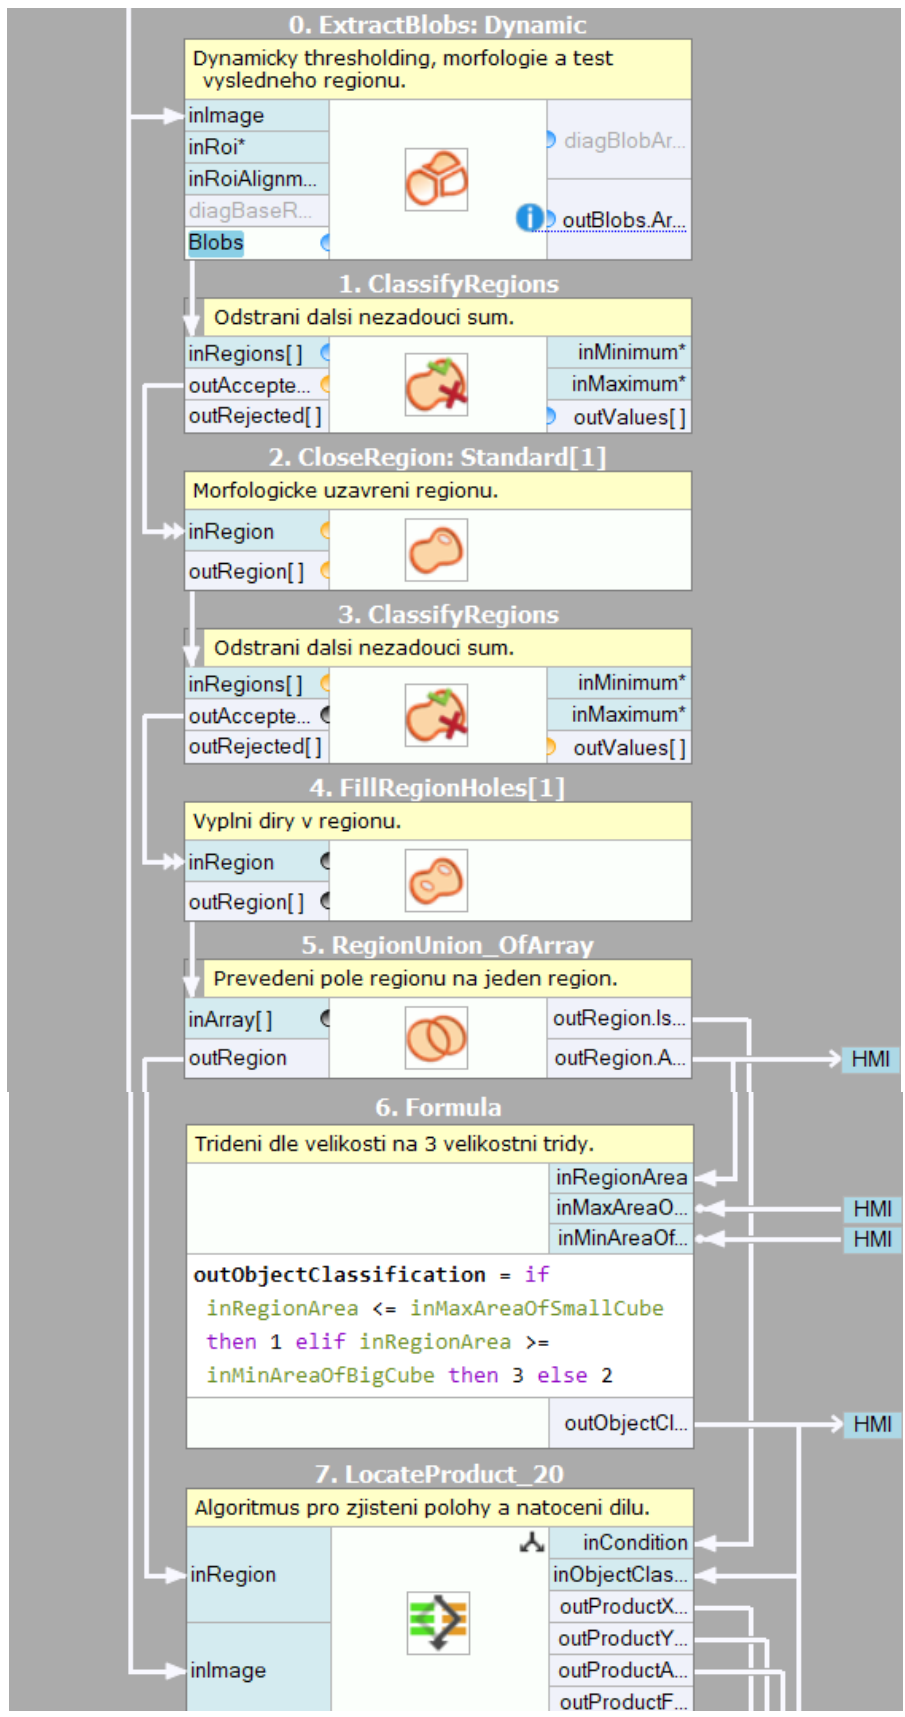 0. ExtractBlobs: Dynamic
Dynamicky thresholding, morfologie a test
vysledneho regionu.
inImage
inRoi*
diagBlobAr...
inRoiAlignm...
diagBaseR...
outBlobs.Ar...
Blobs
1. ClassifyRegions
Odstrani dalsi nezadouci sum.
inRegions[] inMinimum*
outAccepte... inMaximum*
outRejected[] outValues[]
2. CloseRegion: Standard[1]
Morfologicke uzavreni regionu.
inRegion
outRegion[]
3. ClassifyRegions
Odstrani dalsi nezadouci sum.
inRegions[] inMinimum*
outAccepte... inMaximum*
outRejected[] outValues[]
4. FillRegionHoles[1]
Vyplni diry v regionu.
inRegion
outRegion[]
5. RegionUnion_OfArray
Prevedeni pole regionu na jeden region.
inArray[] outRegion.Is...
outRegion outRegion.A... HMI
6. Formula
Trideni dle velikosti na 3 velikostni tridy.
inRegionArea
inMaxAreaO... HMI
inMinAreaOf... HMI
outObjectClassification = if
inRegionArea <= inMaxAreaOfSmallCube
then 1 elif inRegionArea >=
inMinAreaOfBigCube then 3 else 2
outObjectCl... HMI
7. LocateProduct_20
Algoritmus pro zjisteni polohy a natoceni dilu.
inCondition
inRegion inObjectClas...
outProductX...
outProductY...
inImage outProductA...
outProductF...